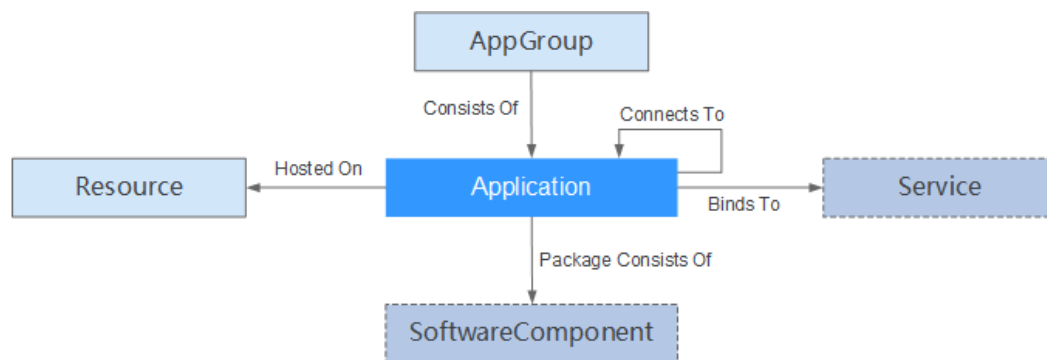 AppGroup
Consists Of
Connects To
Resource
Hosted On
Application
Binds To
Service
Package Consists Of
SoftwareComponent